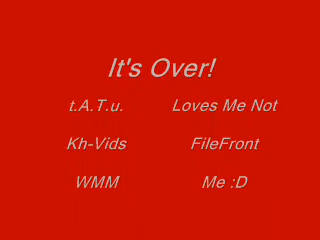 It's Over!
t.A.T.u. Loves Me Not
Kh-Vids FileFront
WMM Me :D